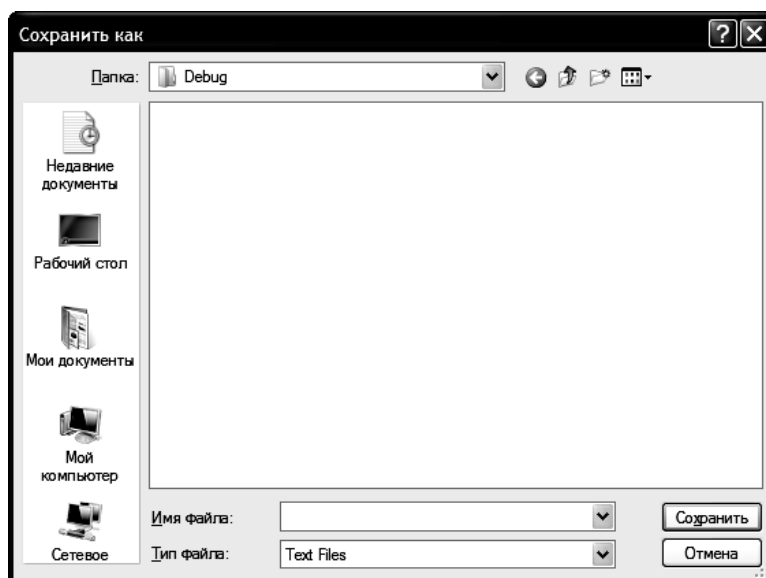 Сохранить как
Папка:
Debug
Недавние
документы
Рабочий стол
Мои документы
Мой
компьютер
Сетевое
Имя файла:
Сохранить
Тип файла:
Text Files
Отмена